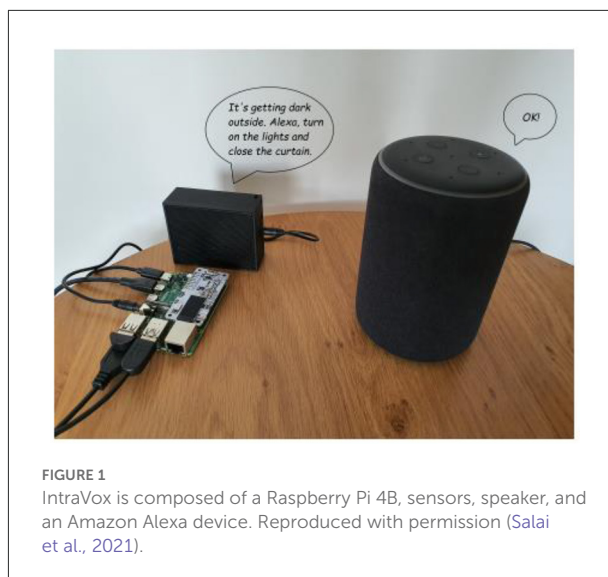 It's getting dark
outside. Alexa, turn
on the lights and
close the curtain.
OK!
FIGURE 1
IntraVox is composed of a Raspberry Pi 4B, sensors, speaker, and
an Amazon Alexa device. Reproduced with permission (Salai
et al., 2021).